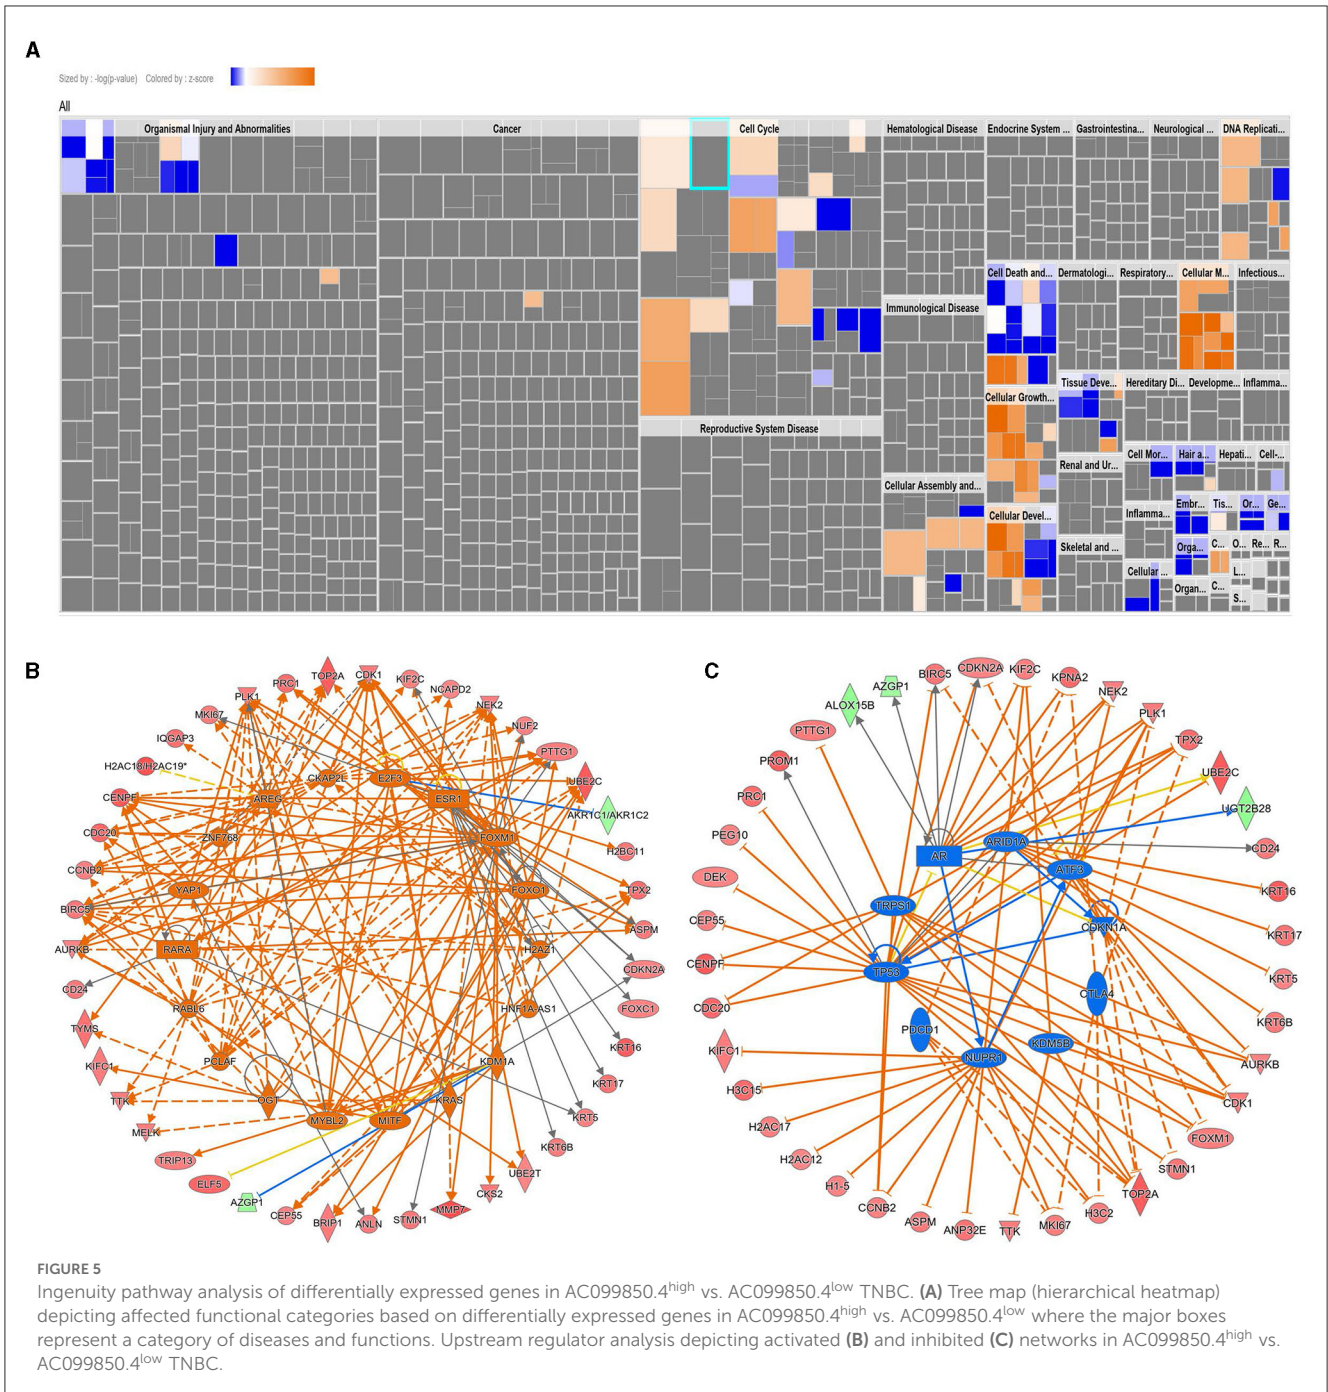 A
Sized by : -log(p-value) Colored by : z-score
All
Organismal Injury and Abnormalities
Cancer
Cell Cycle
Hematological Disease
Endocrine System ...
Gastrointestina...
Neurological ...
DNA Replicati...
Cell Death and...
Dermatologi...
Respiratory...
Cellular M...
Infectious...
Immunological Disease
Tissue Deve...
Hereditary Di...
Developme...
Inflamma...
Cellular Growth...
Reproductive System Disease
Cell Mor...
Hair a...
Hepati...
Cell-...
Renal and Ur...
Cellular Assembly and...
Embr...
Tis...
Or...
Ge...
Cellular Devel...
Inflamma...
Skeletal and ...
Orga...
C...
O...
Re...
R...
Cellular ...
L...
Organ...
C...
S...
B
TOP2A
CDK1
PRC1
KIF2C
PLK1
NCAPD2
MKI67
NEK2
IQGAP3
NUF2
H2AC18/H2AC19*
PTTG1
CENPF
CKAP2L
E2F3
UBE2C
AREG
ESR1
AKR1C1/AKR1C2
CDC20
ZNF768
FOXM1
H2BC11
CCNB2
YAP1
FOXO1
TPX2
BIRC5
ASPM
AURKB
RARA
H2AZ1
CDKN2A
CD24
RABL6
HNF1A-AS1
FOXC1
TYMS
KRT16
KIFC1
PCLAF
KDM1A
KRT17
TTK
OGT
KRAS
KRT5
MELK
MYBL2
MITF
KRT6B
TRIP13
UBE2T
ELF5
CKS2
AZGP1
MMP7
CEP55
BRIP1
ANLN
STMN1
C
CDKN2A
BIRC5
KIF2C
AZGP1
KPNA2
ALOX15B
NEK2
PTTG1
PLK1
PROM1
TPX2
PRC1
UBE2C
PEG10
UGT2B28
AR
ARID1A
CD24
DEK
ATF3
KRT16
CEP55
TRPS1
CDKN1A
KRT17
CENPF
TP53
KRT5
CDC20
CTLA4
KRT6B
KIFC1
PDCD1
KDM5B
NUPR1
AURKB
H3C15
CDK1
H2AC17
FOXM1
H2AC12
STMN1
H1-5
TOP2A
CCNB2
H3C2
ASPM
ANP32E
TTK
MKI67
FIGURE 5
Ingenuity pathway analysis of differentially expressed genes in AC099850.4high vs. AC099850.4low TNBC. (A) Tree map (hierarchical heatmap)
depicting affected functional categories based on differentially expressed genes in AC099850.4high vs. AC099850.4low where the major boxes
represent a category of diseases and functions. Upstream regulator analysis depicting activated (B) and inhibited (C) networks in AC099850.4high vs.
AC099850.4low TNBC.